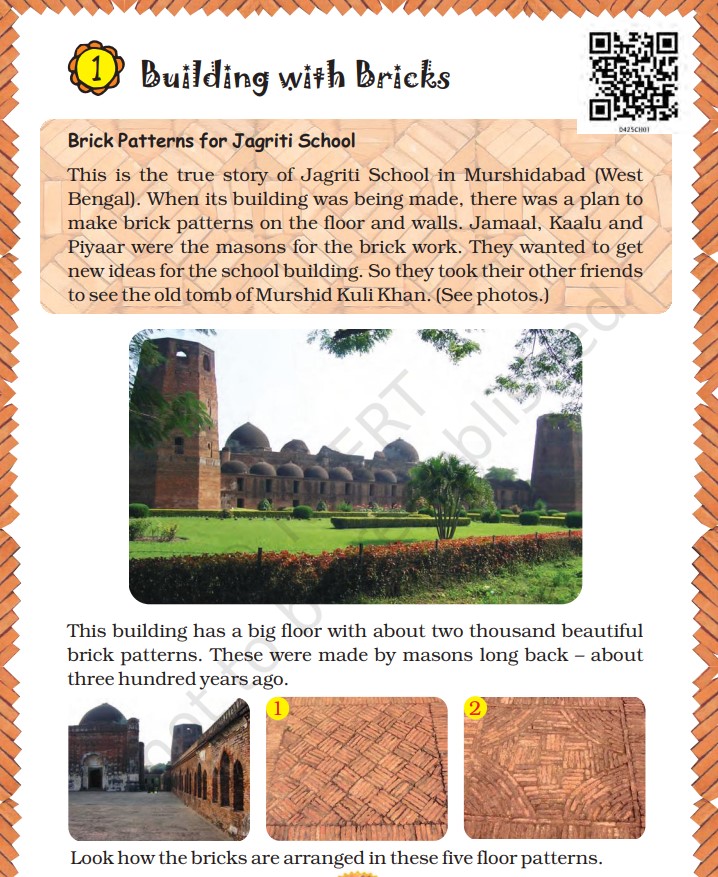 1 Building with Bricks
D425CH01
Brick Patterns for Jagriti School
This is the true story of Jagriti School in Murshidabad (West
Bengal). When its building was being made, there was a plan to
make brick patterns on the floor and walls. Jamaal, Kaalu and
Piyaar were the masons for the brick work. They wanted to get
new ideas for the school building. So they took their other friends
to see the old tomb of Murshid Kuli Khan. (See photos.)
This building has a big floor with about two thousand beautiful
brick patterns. These were made by masons long back – about
three hundred years ago.
1
2
Look how the bricks are arranged in these five floor patterns.